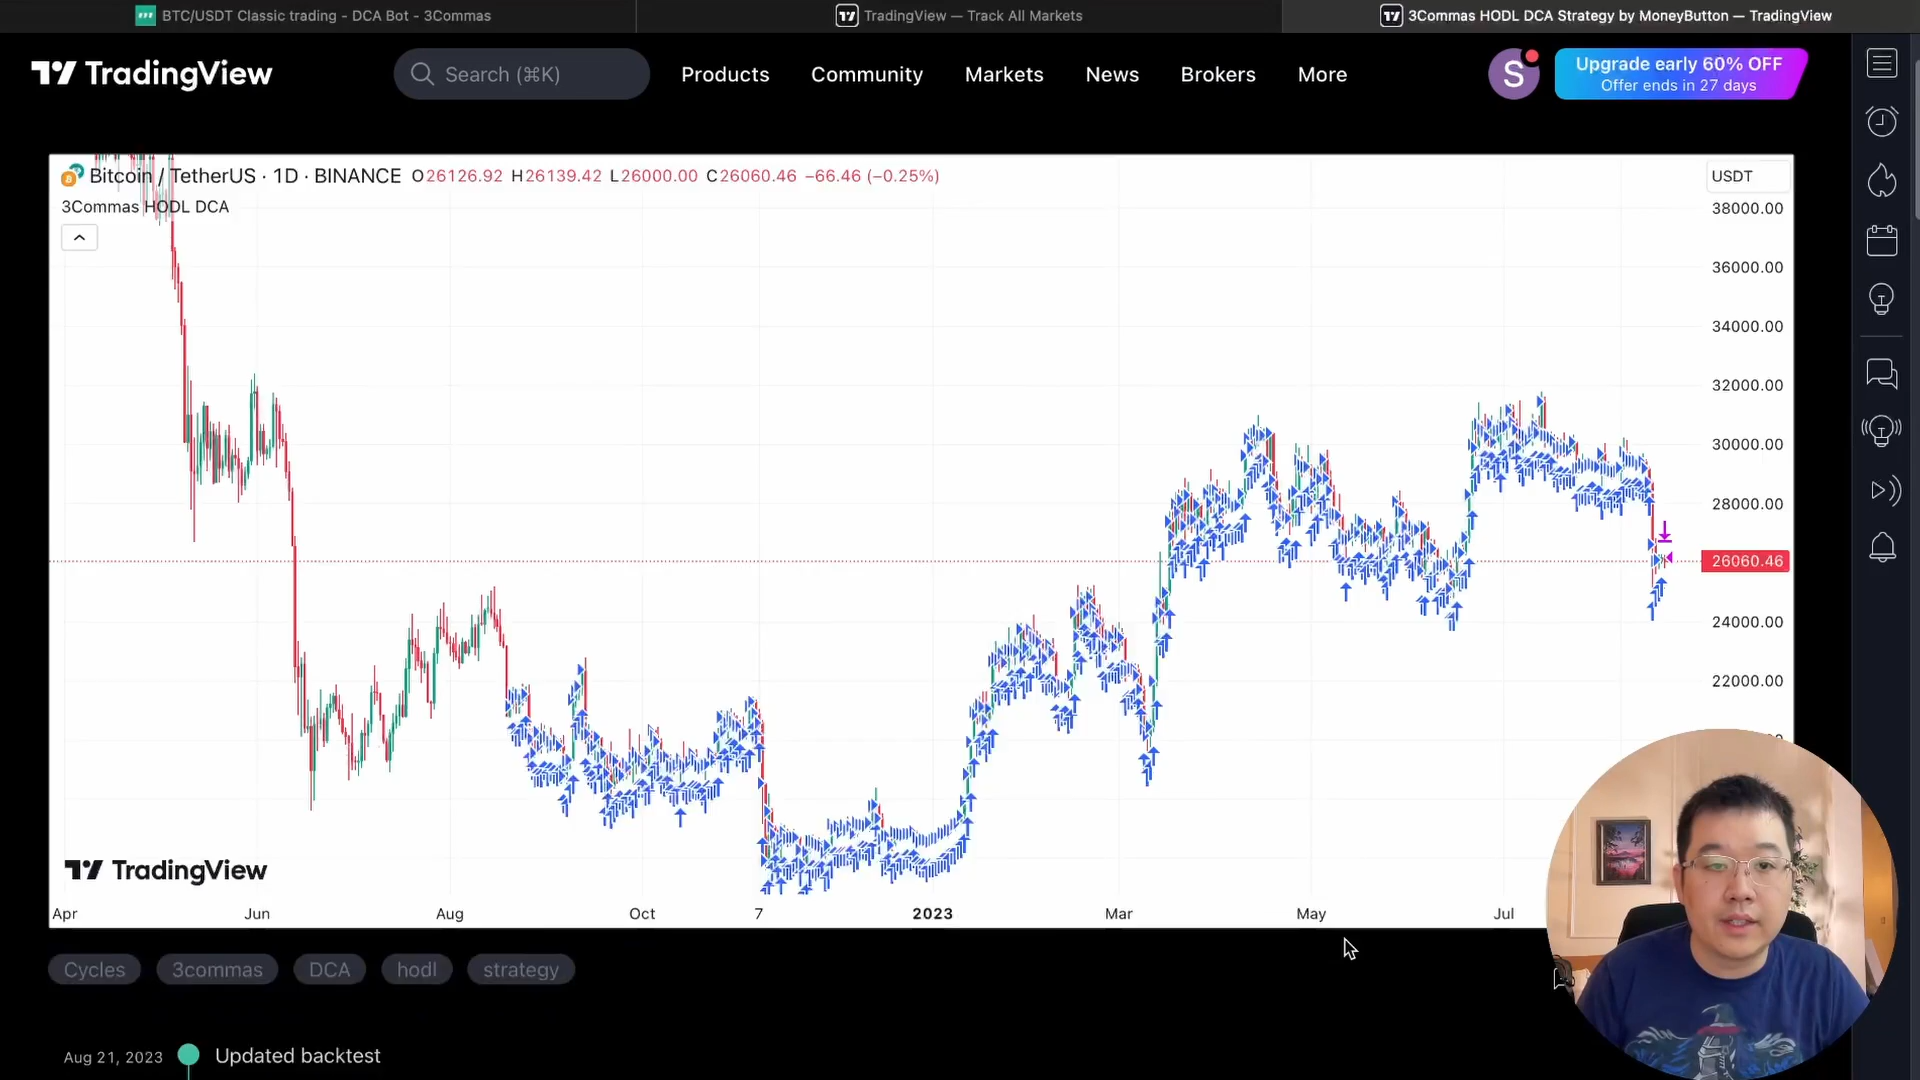 BTC/USDT Classic trading - DCA Bot - 3Commas
TradingView — Track All Markets
3Commas HODL DCA Strategy by MoneyButton — TradingView
TradingView
Search (⌘K)
Products
Community
Markets
News
Brokers
More
S
Upgrade early 60% OFF
Offer ends in 27 days
Bitcoin / TetherUS · 1D · BINANCE O26126.92 H26139.42 L26000.00 C26060.46 −66.46 (−0.25%)
3Commas HODL DCA
USDT
38000.00
36000.00
34000.00
32000.00
30000.00
28000.00
26060.46
24000.00
22000.00
TradingView
Apr
Jun
Aug
Oct
7
2023
Mar
May
Jul
Cycles
3commas
DCA
hodl
strategy
Aug 21, 2023
Updated backtest